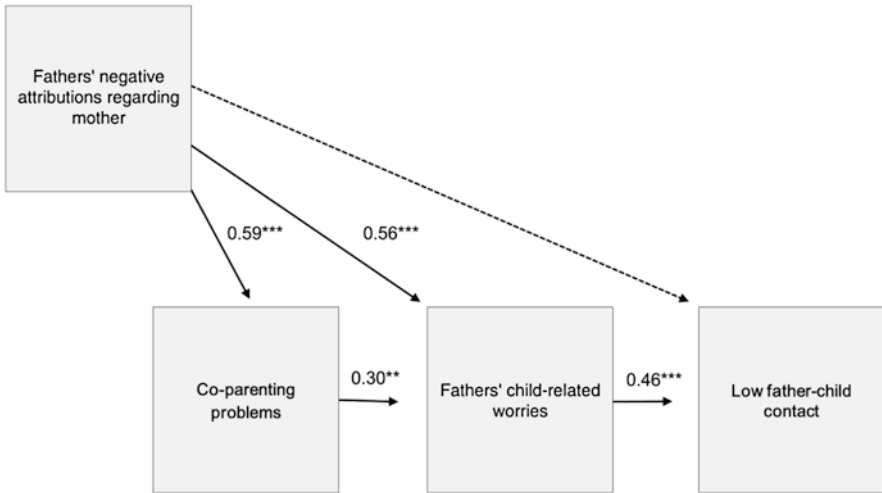 Fathers' negative
attributions regarding
mother
0.59***
0.56***
Co-parenting
problems
0.30**
Fathers' child-related
worries
0.46***
Low father-child
contact